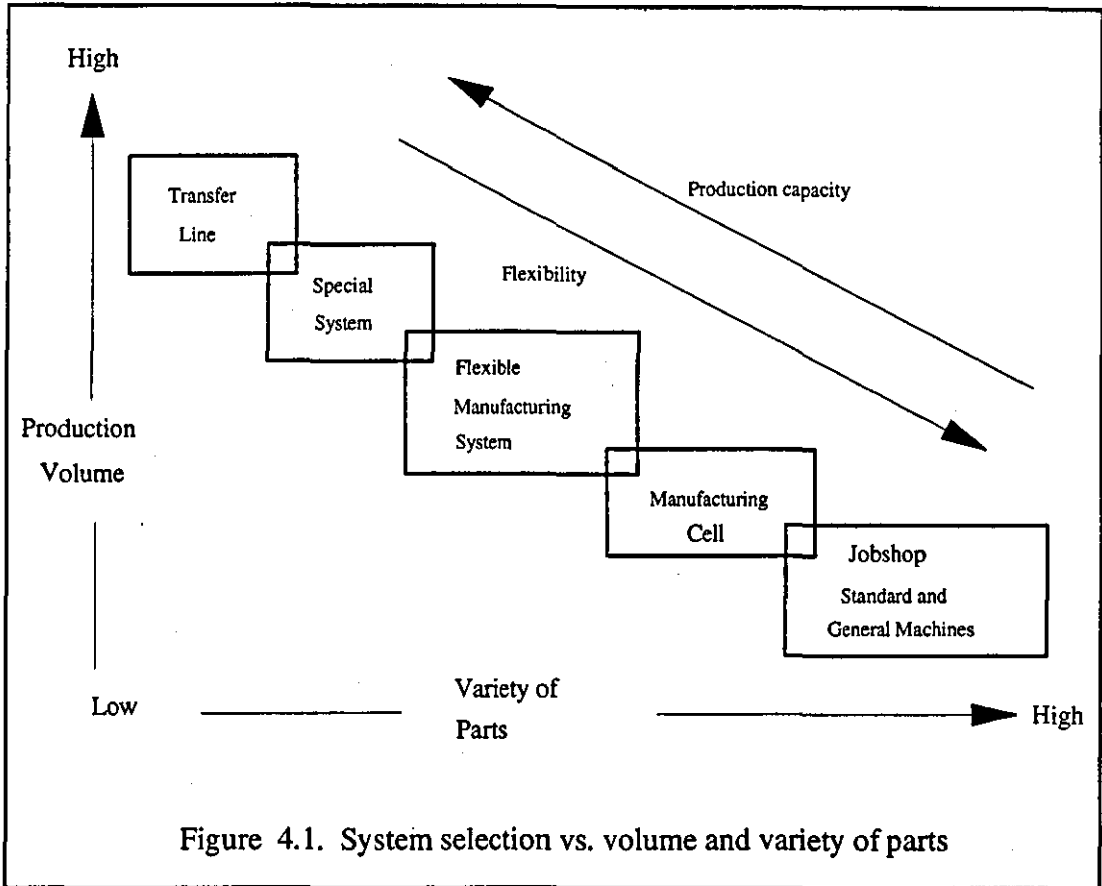 High
Transfer
Line
Production capacity
Special
System
Flexibility
Flexible
Manufacturing
System
Production
Volume
Manufacturing
Cell
Jobshop
Standard and
General Machines
Low
Variety of
Parts
High
Figure 4.1. System selection vs. volume and variety of parts